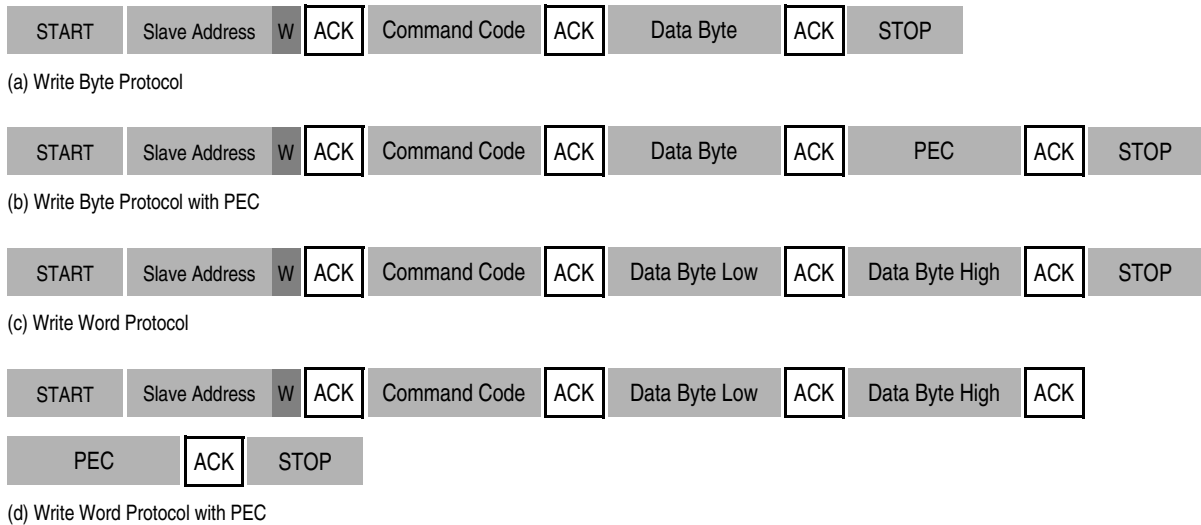 START Slave Address W ACK Command Code ACK Data Byte ACK STOP
(a) Write Byte Protocol
START Slave Address W ACK Command Code ACK Data Byte ACK PEC ACK STOP
(b) Write Byte Protocol with PEC
START Slave Address W ACK Command Code ACK Data Byte Low ACK Data Byte High ACK STOP
(c) Write Word Protocol
START Slave Address W ACK Command Code ACK Data Byte Low ACK Data Byte High ACK
PEC ACK STOP
(d) Write Word Protocol with PEC